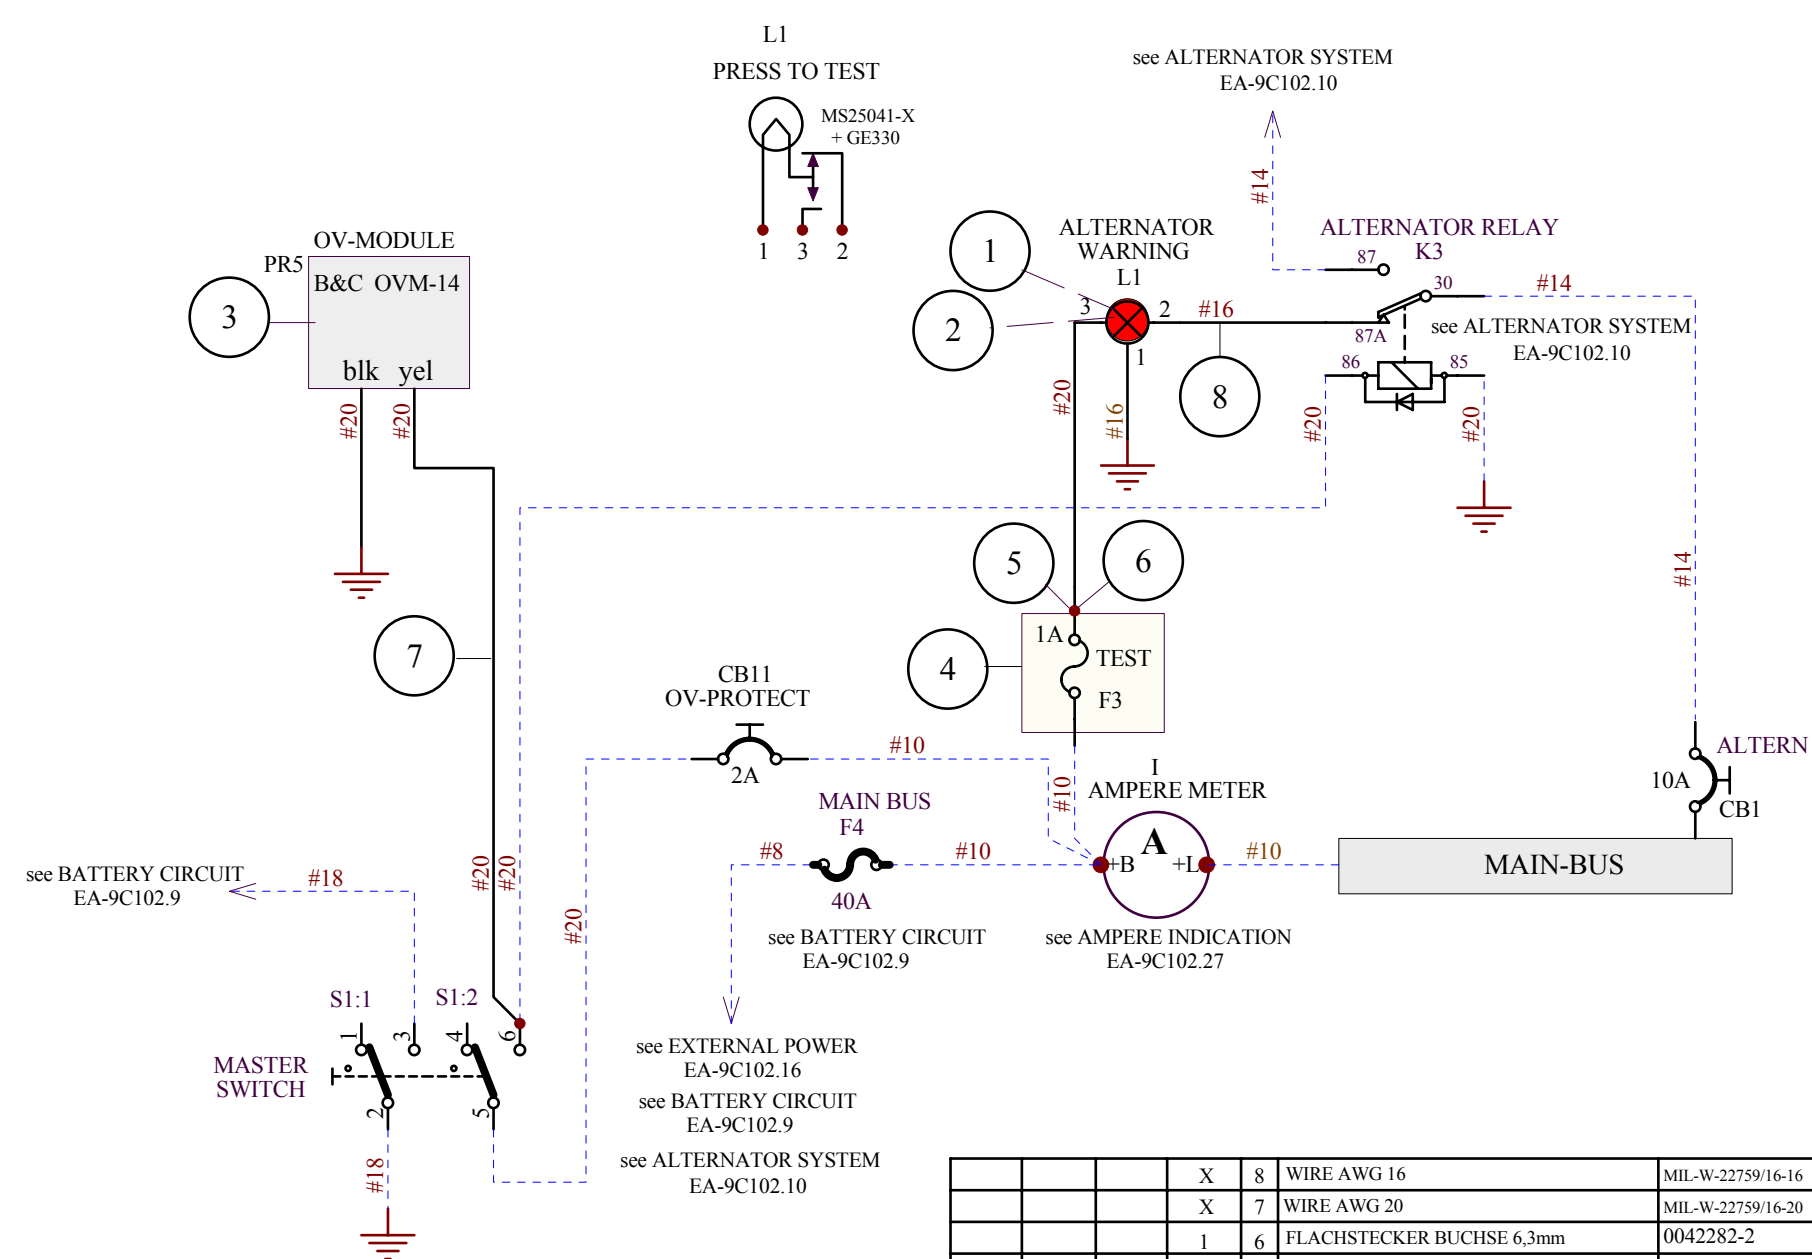 L1
PRESS TO TEST
MS25041-X
+ GE330
1 3 2
see ALTERNATOR SYSTEM
EA-9C102.10
#14
OV-MODULE
PR5
B&C OVM-14
blk yel
3
#20
#20
1
2
ALTERNATOR
WARNING
L1
3
2
1
#16
#20
#16
8
ALTERNATOR RELAY
K3
87
30
87A
86
85
#14
see ALTERNATOR SYSTEM
EA-9C102.10
#20
#20
#14
5
6
7
4
1A
TEST
F3
CB11
OV-PROTECT
2A
#10
#10
I
AMPERE METER
A
+B
+L
#10
MAIN BUS
F4
40A
#8
#10
see BATTERY CIRCUIT
EA-9C102.9
see AMPERE INDICATION
EA-9C102.27
ALTERN
10A
CB1
MAIN-BUS
see BATTERY CIRCUIT
EA-9C102.9
#18
#20
#20
#20
S1:1
S1:2
1
3
4
6
2
5
MASTER
SWITCH
#18
see EXTERNAL POWER
EA-9C102.16
see BATTERY CIRCUIT
EA-9C102.9
see ALTERNATOR SYSTEM
EA-9C102.10
X 8 WIRE AWG 16 MIL-W-22759/16-16
X 7 WIRE AWG 20 MIL-W-22759/16-20
1 6 FLACHSTECKER BUCHSE 6,3mm 0042282-2